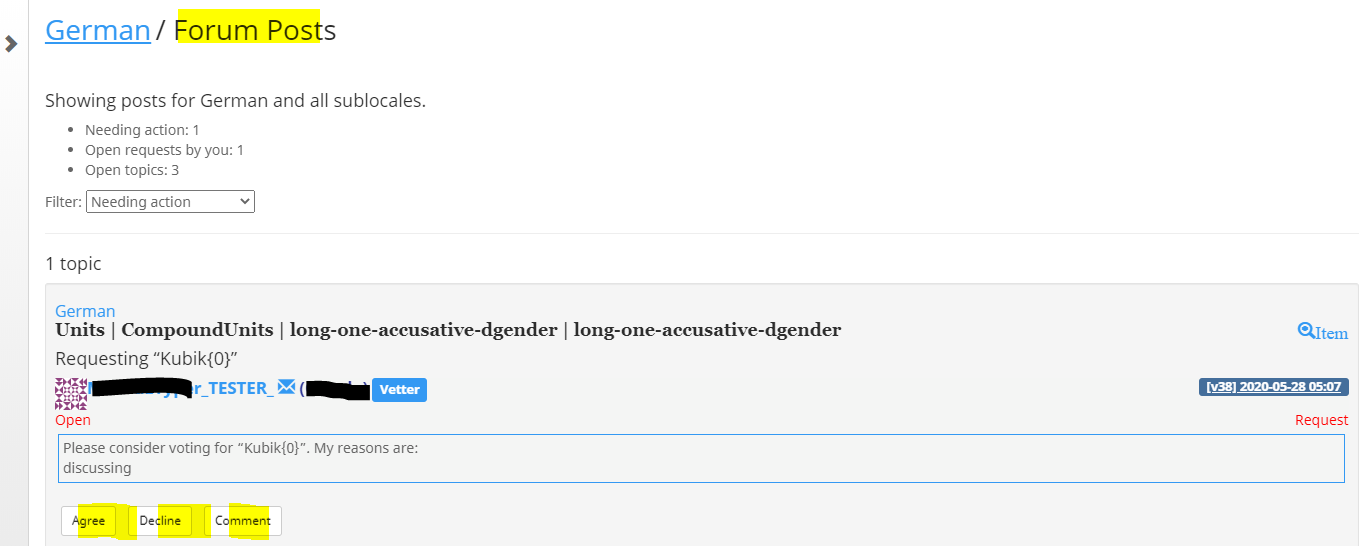 German / Forum Posts
Showing posts for German and all sublocales.
Needing action: 1
Open requests by you: 1
Open topics: 3
Filter: Needing action
1 topic
German
Units | CompoundUnits | long-one-accusative-dgender | long-one-accusative-dgender
Item
Requesting “Kubik{0}”
_TESTER_ ( ) Vetter
[v38] 2020-05-28 05:07
Open
Request
Please consider voting for “Kubik{0}”. My reasons are:
discussing
Agree Decline Comment